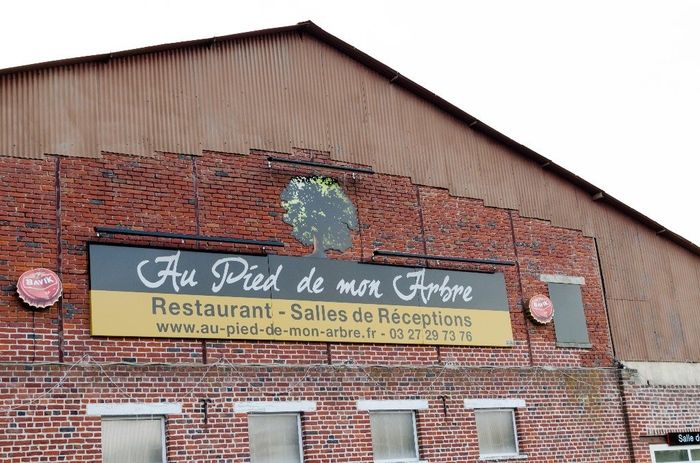 Au Pied de mon Arbre
Restaurant - Salles de Réceptions
www.au-pied-de-mon-arbre.fr - 03 27 29 73 76
BAVIK
BAVIK
Salle d